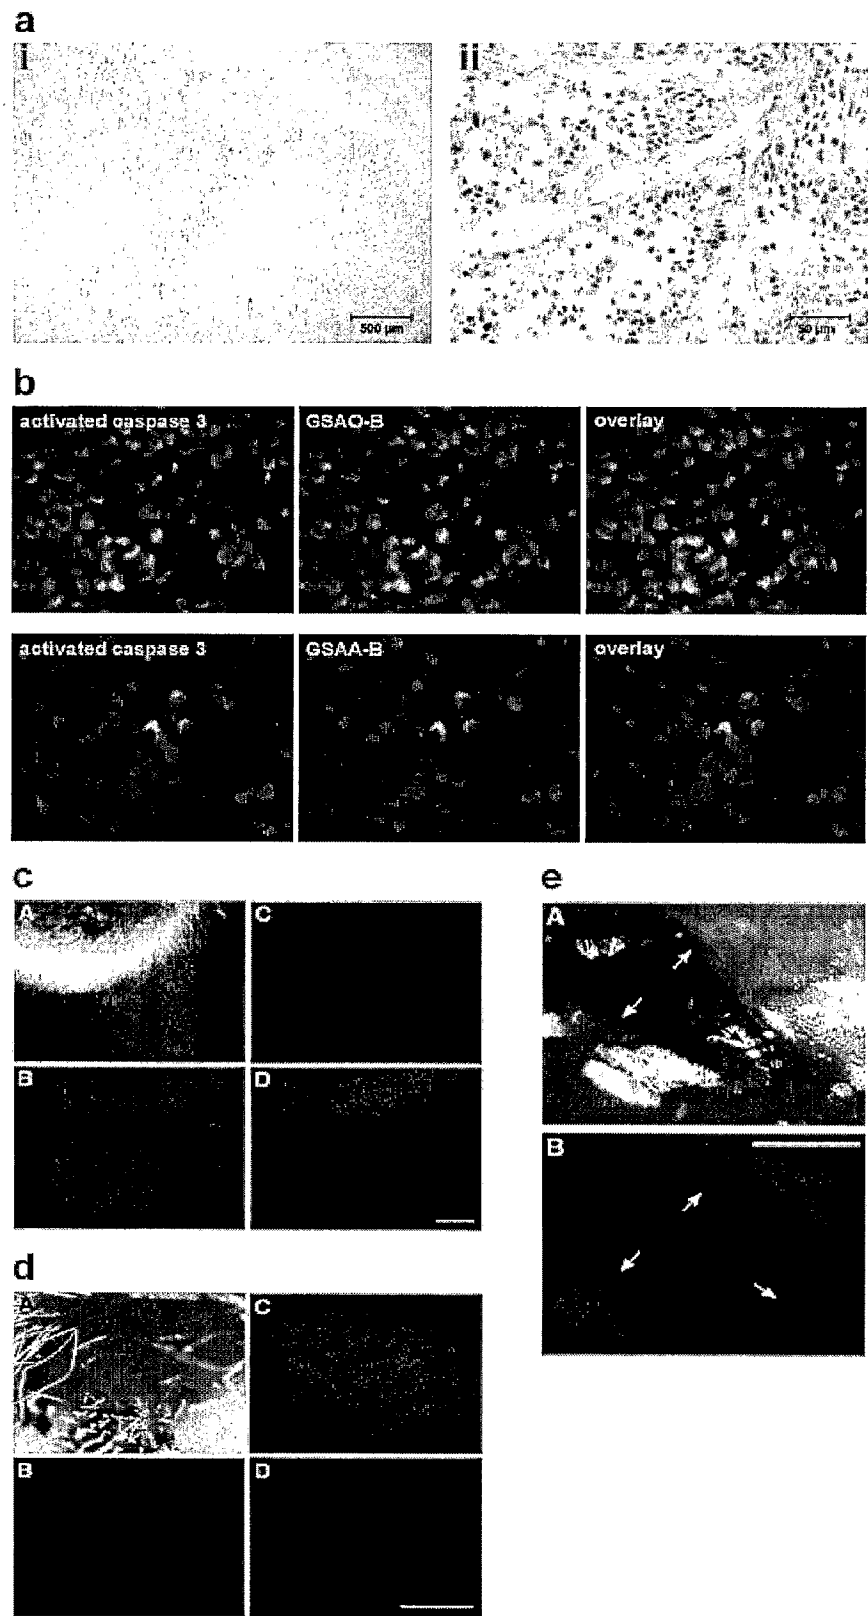 a
i ii
500 µm 50 µm
b
activated caspase 3 GSAO-B overlay
activated caspase 3 GSAA-B overlay
c e
A C A
B D B
d
A C
B D